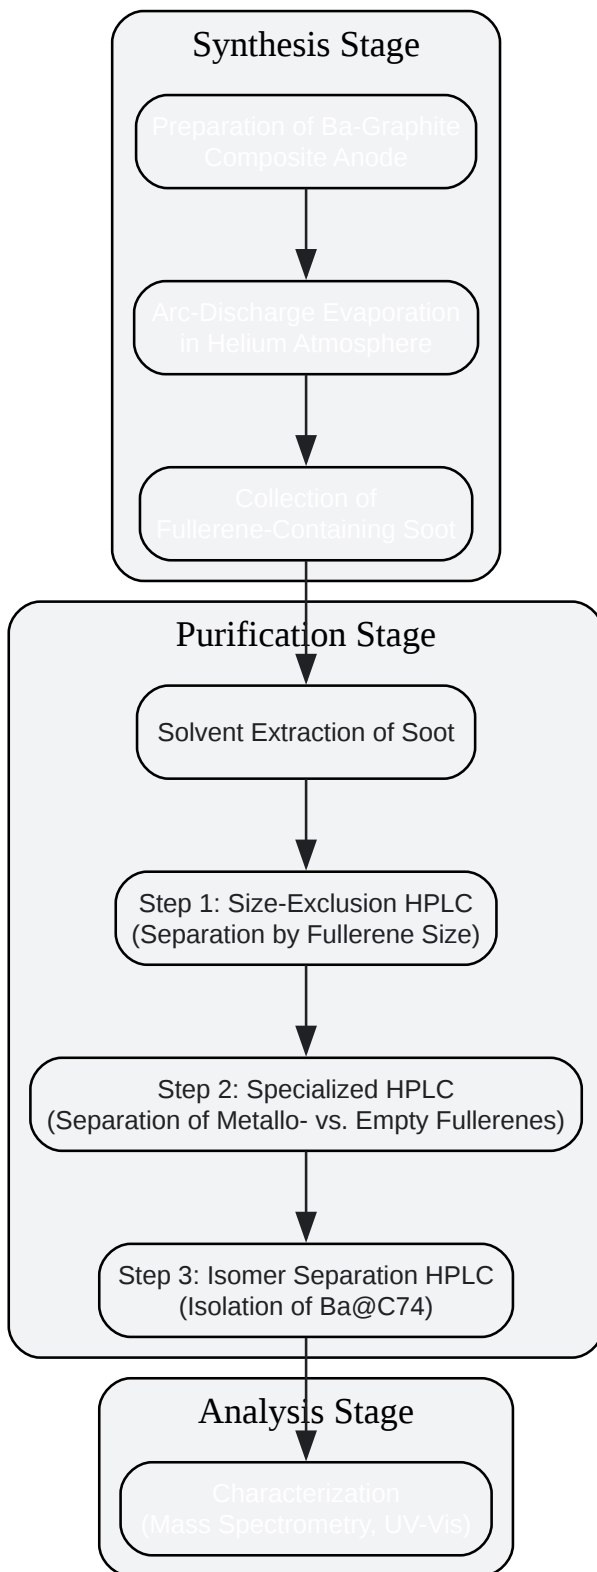 Synthesis Stage
Preparation of Ba-Graphite
Composite Anode
Arc-Discharge Evaporation
in Helium Atmosphere
Collection of
Fullerene-Containing Soot
Purification Stage
Solvent Extraction of Soot
Step 1: Size-Exclusion HPLC
(Separation by Fullerene Size)
Step 2: Specialized HPLC
(Separation of Metallo- vs. Empty Fullerenes)
Step 3: Isomer Separation HPLC
(Isolation of Ba@C74)
Analysis Stage
Characterization
(Mass Spectrometry, UV-Vis)